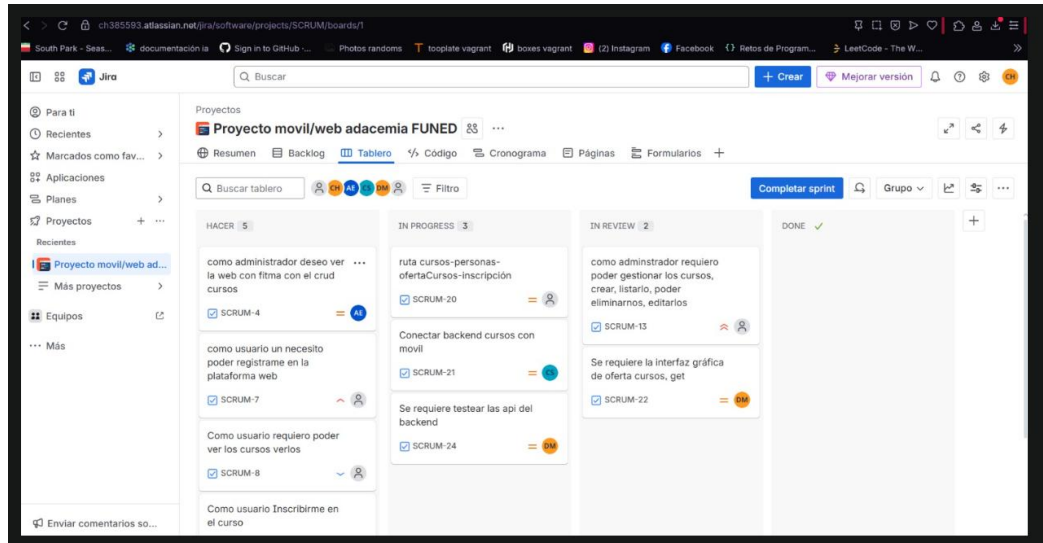 ch385593.atlassian.net/jira/software/projects/SCRUM/boards/1
South Park - Seas... documentación ia Sign in to GitHub -... Photos randoms tooplate vagrant boxes vagrant (2) Instagram Facebook Retos de Program... LeetCode - The W...
Jira
Buscar
+ Crear
Mejorar versión
CH
Para ti
Recientes
Marcados como fav...
Aplicaciones
Planes
Proyectos
Recientes
Proyecto movil/web ad...
Más proyectos
Equipos
Más
Enviar comentarios so...
Proyectos
Proyecto movil/web adacemia FUNED
Resumen Backlog Tablero Código Cronograma Páginas Formularios
Buscar tablero
CH AE CS DM
Filtro
Completar sprint
Grupo
HACER 5
como administrador deseo ver
la web con fitma con el crud
cursos
SCRUM-4 AE
como usuario un necesito
poder registrame en la
plataforma web
SCRUM-7
Como usuario requiero poder
ver los cursos verlos
SCRUM-8
Como usuario Inscribirme en
el curso
IN PROGRESS 3
ruta cursos-personas-
ofertaCursos-inscripción
SCRUM-20
Conectar backend cursos con
movil
SCRUM-21 CS
Se requiere testear las api del
backend
SCRUM-24 DM
IN REVIEW 2
como adminstrador requiero
poder gestionar los cursos,
crear, listarlo, poder
eliminarnos, editarlos
SCRUM-13
Se requiere la interfaz gráfica
de oferta cursos, get
SCRUM-22 DM
DONE